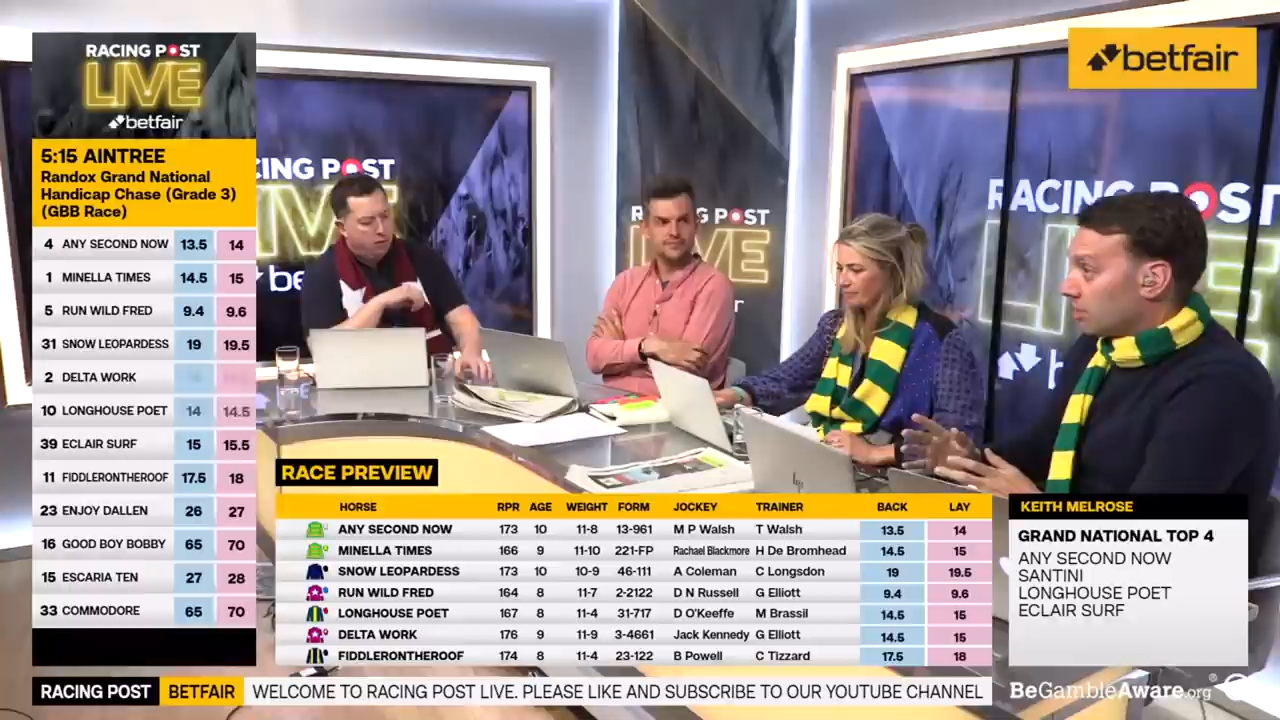 RACING POST
LIVE
betfair
5:15 AINTREE
Randox Grand National
Handicap Chase (Grade 3)
(GBB Race)
4 ANY SECOND NOW 13.5 14
1 MINELLA TIMES 14.5 15
5 RUN WILD FRED 9.4 9.6
31 SNOW LEOPARDESS 19 19.5
2 DELTA WORK
10 LONGHOUSE POET 14 14.5
39 ECLAIR SURF 15 15.5
11 FIDDLERONTHEROOF 17.5 18
23 ENJOY DALLEN 26 27
16 GOOD BOY BOBBY 65 70
15 ESCARIA TEN 27 28
33 COMMODORE 65 70
betfair
CING POST
IVE
be
RACING POST
LIVE
RACING POST
LIVE
hp
RACE PREVIEW
HORSE RPR AGE WEIGHT FORM JOCKEY TRAINER BACK LAY
ANY SECOND NOW 173 10 11-8 13-961 M P Walsh T Walsh 13.5 14
MINELLA TIMES 166 9 11-10 221-FP Rachael Blackmore H De Bromhead 14.5 15
SNOW LEOPARDESS 173 10 10-9 46-111 A Coleman C Longsdon 19 19.5
RUN WILD FRED 164 8 11-7 2-2122 D N Russell G Elliott 9.4 9.6
LONGHOUSE POET 167 8 11-4 31-717 D O'Keeffe M Brassil 14.5 15
DELTA WORK 176 9 11-9 3-4661 Jack Kennedy G Elliott 14.5 15
FIDDLERONTHEROOF 174 8 11-4 23-122 B Powell C Tizzard 17.5 18
KEITH MELROSE
GRAND NATIONAL TOP 4
ANY SECOND NOW
SANTINI
LONGHOUSE POET
ECLAIR SURF
RACING POST BETFAIR WELCOME TO RACING POST LIVE. PLEASE LIKE AND SUBSCRIBE TO OUR YOUTUBE CHANNEL
BeGambleAware.org®